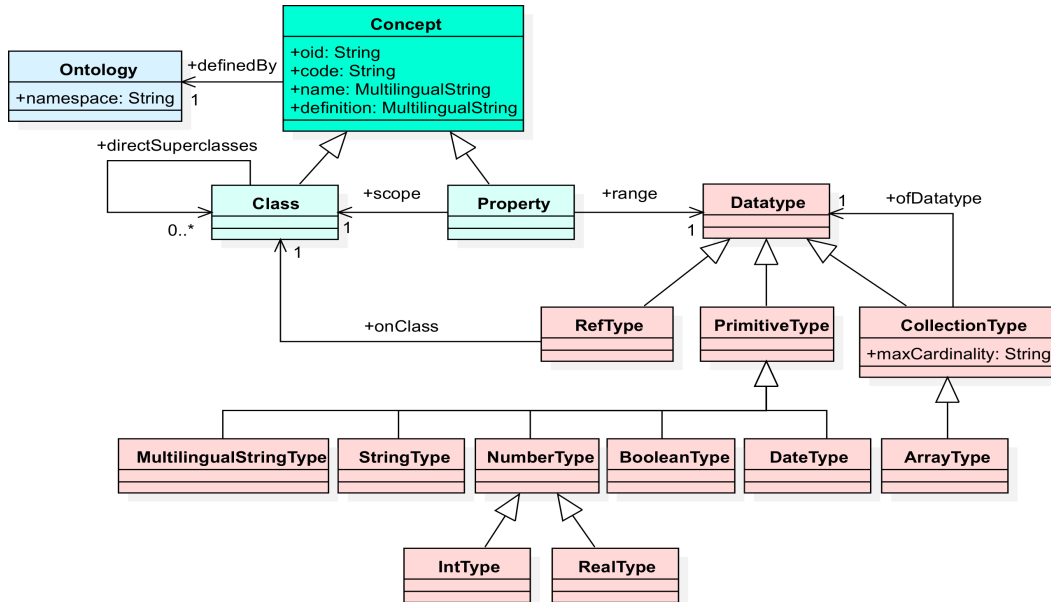 Concept
+oid: String
+code: String
+name: MultilingualString
+definition: MultilingualString
Ontology
+namespace: String
+definedBy
1
+directSuperclasses
0..*
Class
+scope
1
1
Property
+range
1
Datatype
1
+ofDatatype
+onClass
RefType
PrimitiveType
CollectionType
+maxCardinality: String
MultilingualStringType
StringType
NumberType
BooleanType
DateType
ArrayType
IntType
RealType